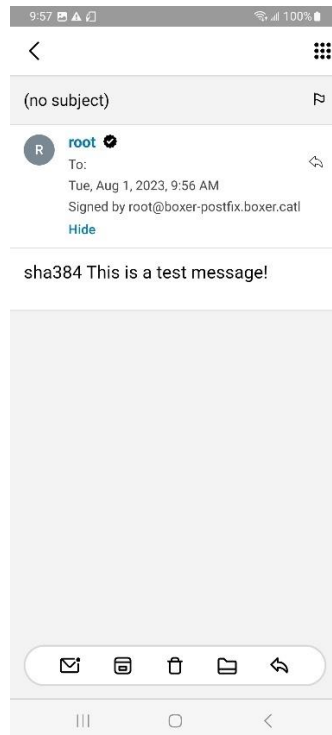 9:57 100%
(no subject)
R
root
To:
Tue, Aug 1, 2023, 9:56 AM
Signed by root@boxer-postfix.boxer.catl
Hide
sha384 This is a test message!